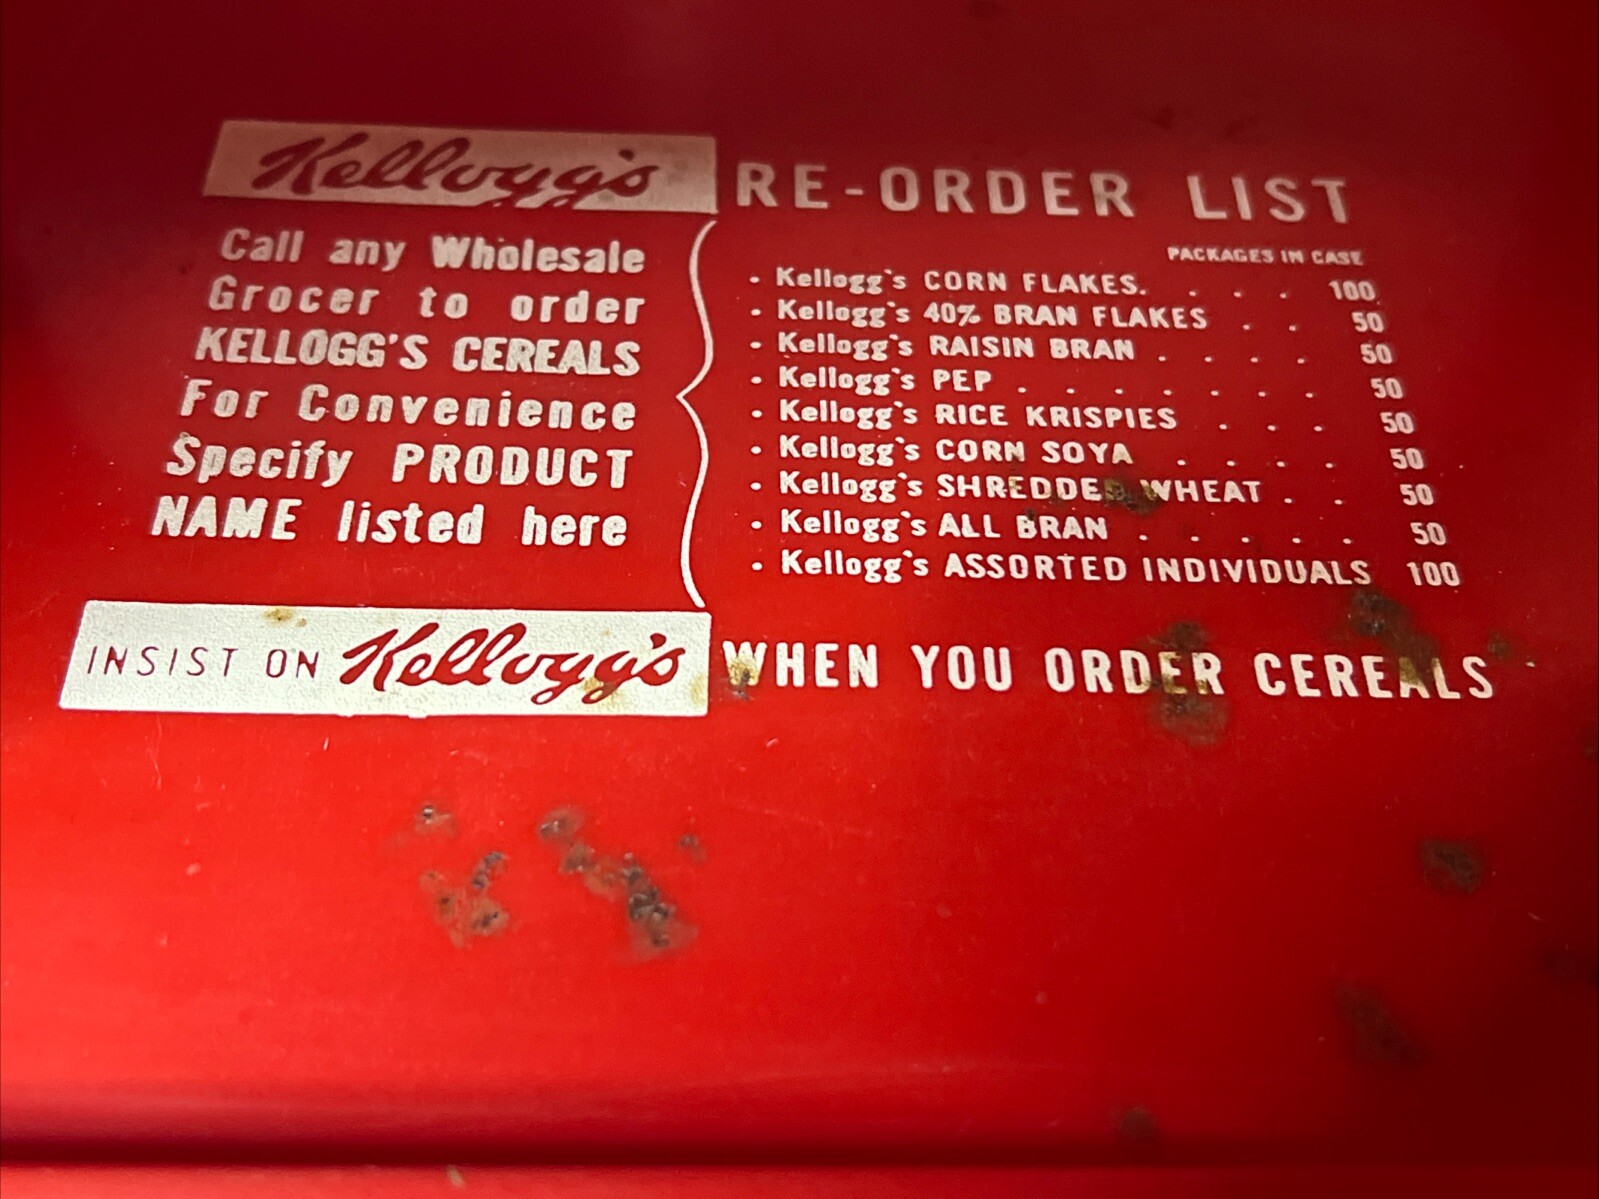 Kellogg's RE-ORDER LIST
Call any Wholesale
Grocer to order
KELLOGG'S CEREALS
For Convenience
Specify PRODUCT
NAME listed here
PACKAGES IN CASE
• Kellogg's CORN FLAKES. . . . 100
• Kellogg's 40% BRAN FLAKES . . 50
• Kellogg's RAISIN BRAN . . . . 50
• Kellogg's PEP . . . . . . . 50
• Kellogg's RICE KRISPIES . . . 50
• Kellogg's CORN SOYA . . . . 50
• Kellogg's SHREDDED WHEAT . . 50
• Kellogg's ALL BRAN . . . . . 50
• Kellogg's ASSORTED INDIVIDUALS 100
INSIST ON Kellogg's WHEN YOU ORDER CEREALS